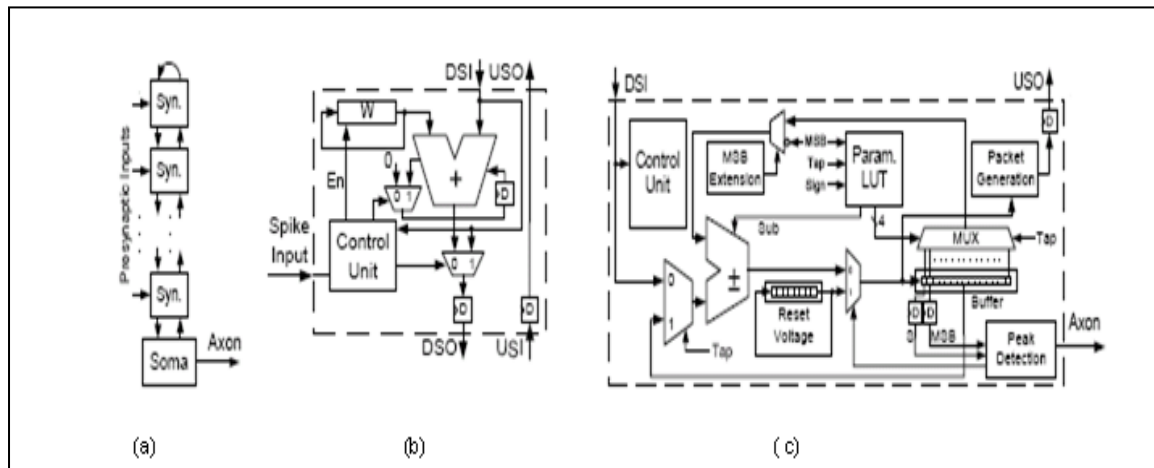 Presynaptic Inputs
Syn.
Syn.
Syn.
Soma
Axon
(a)
DSI
USO
W
0
En
0 1
+
D
Spike
Input
Control
Unit
0 1
D
D
DSO
USI
(b)
DSI
USO
D
Control
Unit
MSB
Extension
MSB
Tap
Sign
Param.
LUT
Packet
Generation
4
Sub
MUX
Tap
0
1
±
Reset
Voltage
Buffer
D
D
S
MSB
Tap
Peak
Detection
Axon
(c)